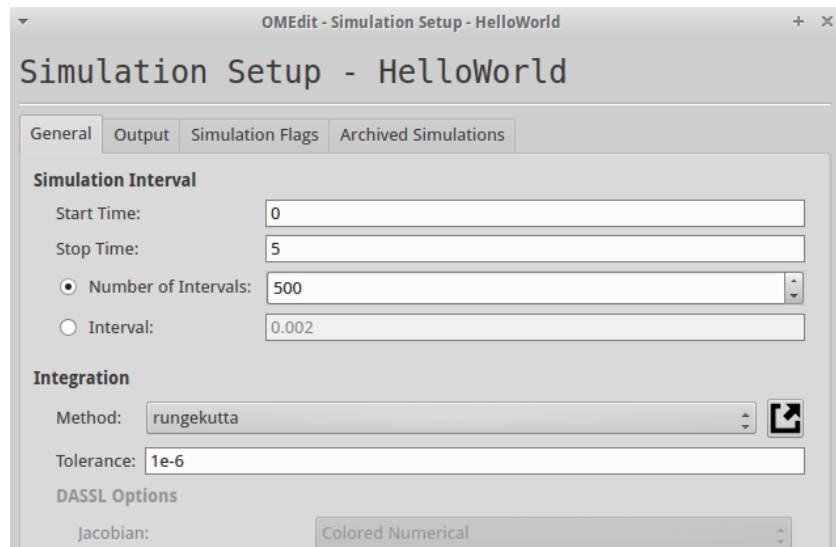 OMEdit - Simulation Setup - HelloWorld
Simulation Setup - HelloWorld
General Output Simulation Flags Archived Simulations
Simulation Interval
Start Time: 0
Stop Time: 5
Number of Intervals: 500
Interval: 0.002
Integration
Method: rungekutta
Tolerance: 1e-6
DASSL Options
Jacobian: Colored Numerical